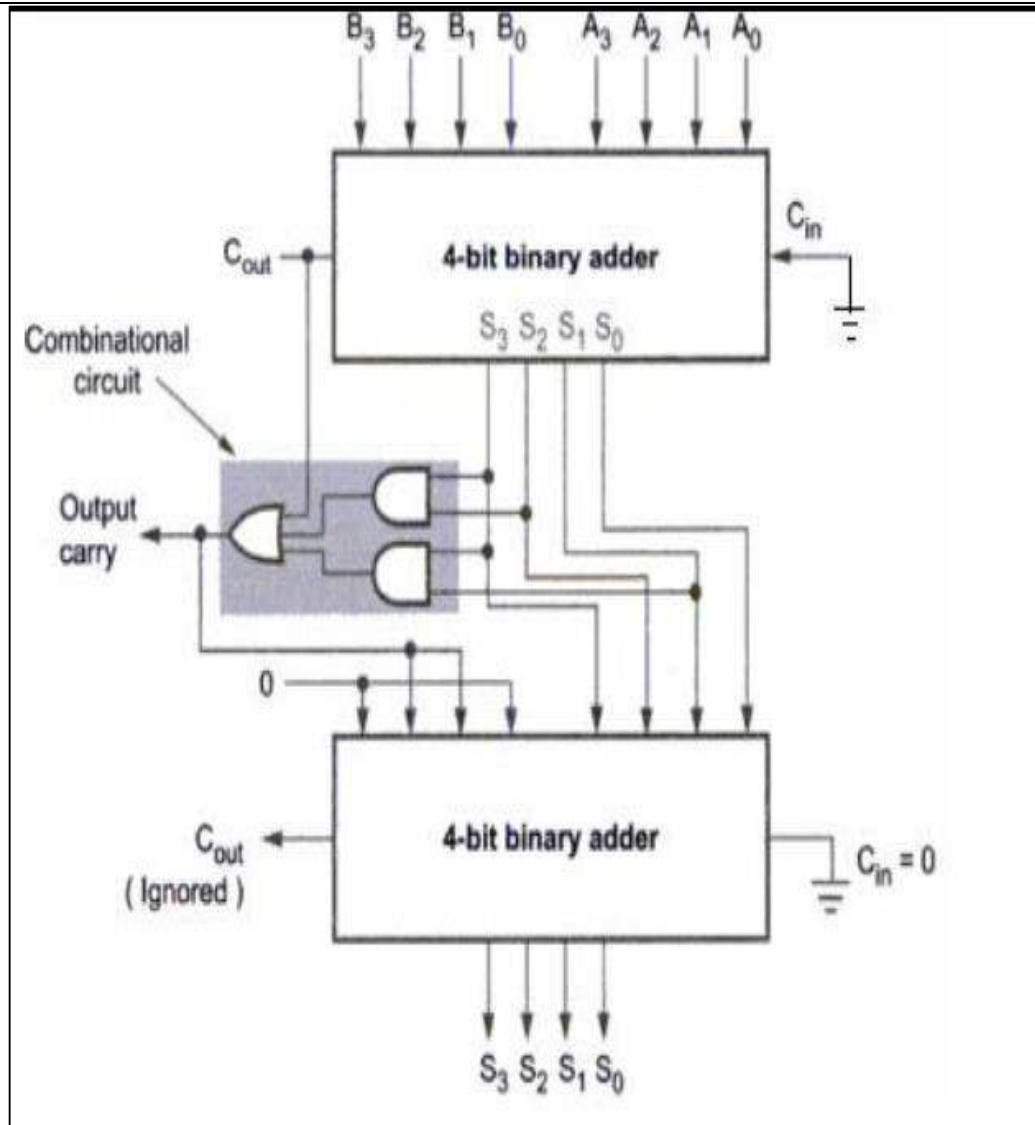 B3 B2 B1 B0 A3 A2 A1 A0
Cin
Cout
4-bit binary adder
S3 S2 S1 S0
Combinational
circuit
Output
carry
0
4-bit binary adder
Cout
( Ignored )
Cin = 0
S3 S2 S1 S0